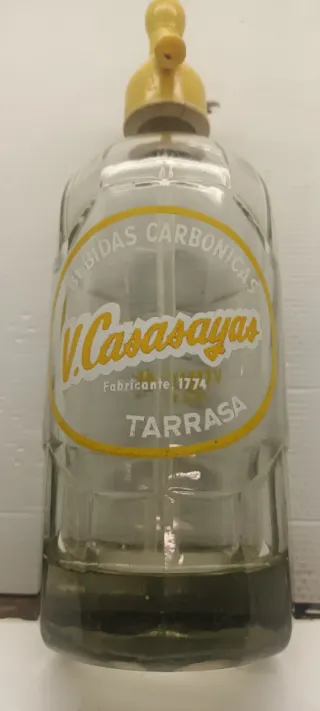 BEBIDAS CARBONICAS
V. Casasayas
Fabricante. 1774
TARRASA